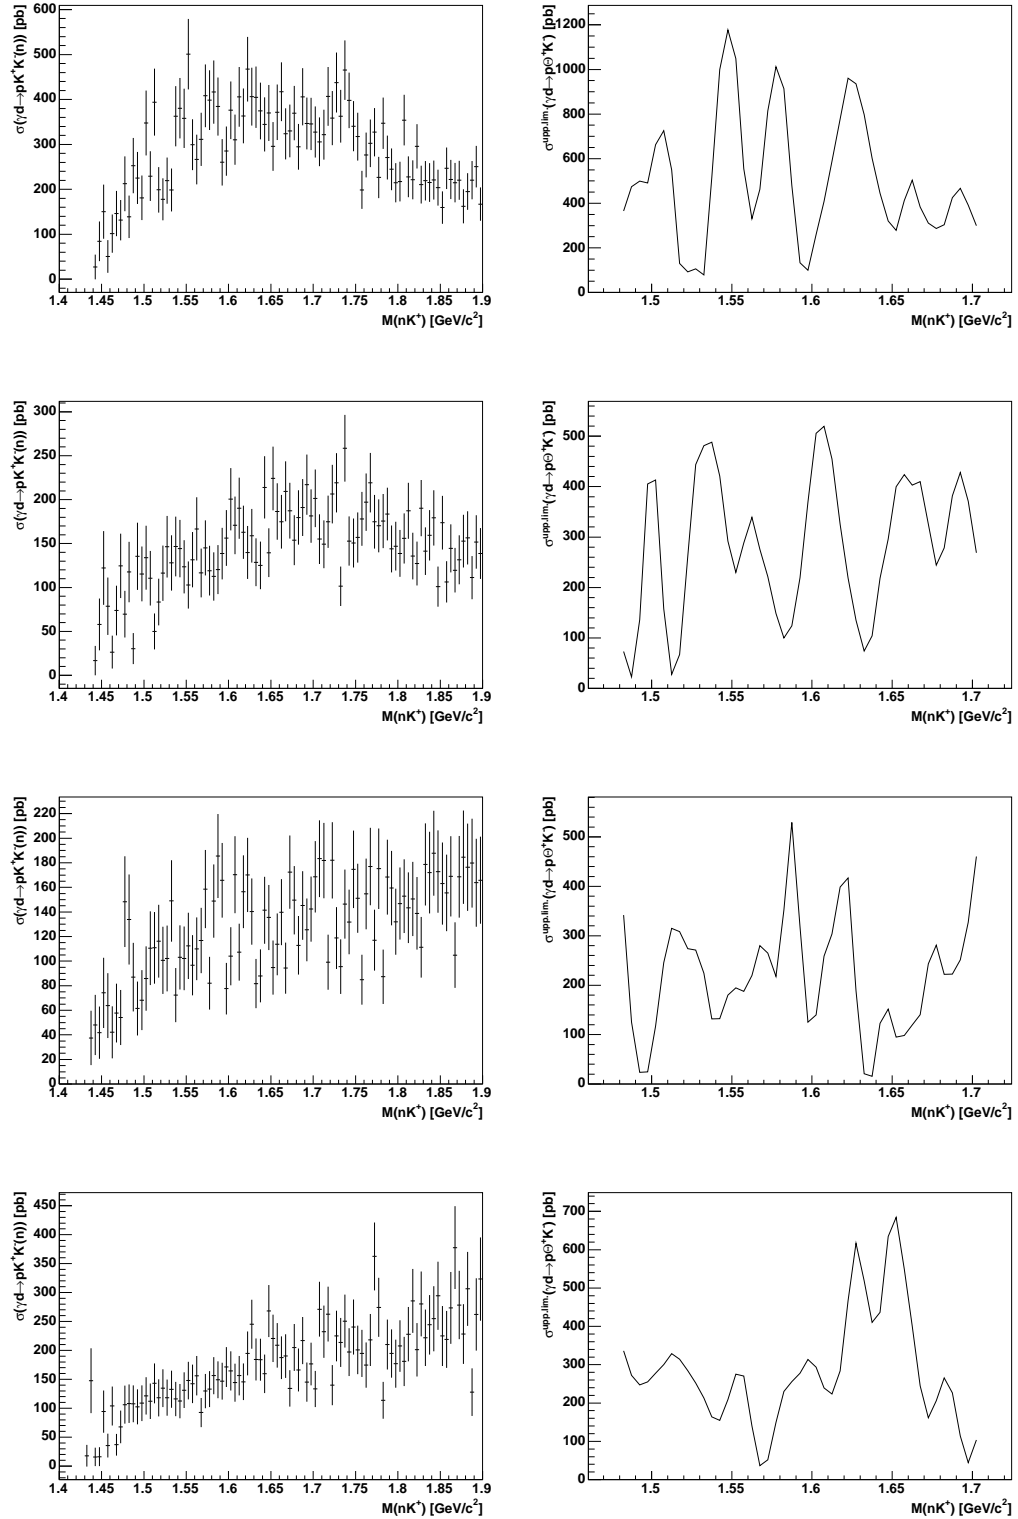 σ(γd→pK⁺K⁻(n)) [pb]
600
500
400
300
200
100
0
1.4 1.45 1.5 1.55 1.6 1.65 1.7 1.75 1.8 1.85 1.9
M(nK⁺) [GeV/c²]
σ^upp.lim.(γd→pΘ⁺K⁻) [pb]
1200
1000
800
600
400
200
0
1.5 1.55 1.6 1.65 1.7
M(nK⁺) [GeV/c²]
σ(γd→pK⁺K⁻(n)) [pb]
300
250
200
150
100
50
0
1.4 1.45 1.5 1.55 1.6 1.65 1.7 1.75 1.8 1.85 1.9
M(nK⁺) [GeV/c²]
σ^upp.lim.(γd→pΘ⁺K⁻) [pb]
500
400
300
200
100
0
1.5 1.55 1.6 1.65 1.7
M(nK⁺) [GeV/c²]
σ(γd→pK⁺K⁻(n)) [pb]
220
200
180
160
140
120
100
80
60
40
20
0
1.4 1.45 1.5 1.55 1.6 1.65 1.7 1.75 1.8 1.85 1.9
M(nK⁺) [GeV/c²]
σ^upp.lim.(γd→pΘ⁺K⁻) [pb]
500
400
300
200
100
0
1.5 1.55 1.6 1.65 1.7
M(nK⁺) [GeV/c²]
σ(γd→pK⁺K⁻(n)) [pb]
450
400
350
300
250
200
150
100
50
0
1.4 1.45 1.5 1.55 1.6 1.65 1.7 1.75 1.8 1.85 1.9
M(nK⁺) [GeV/c²]
σ^upp.lim.(γd→pΘ⁺K⁻) [pb]
700
600
500
400
300
200
100
0
1.5 1.55 1.6 1.65 1.7
M(nK⁺) [GeV/c²]